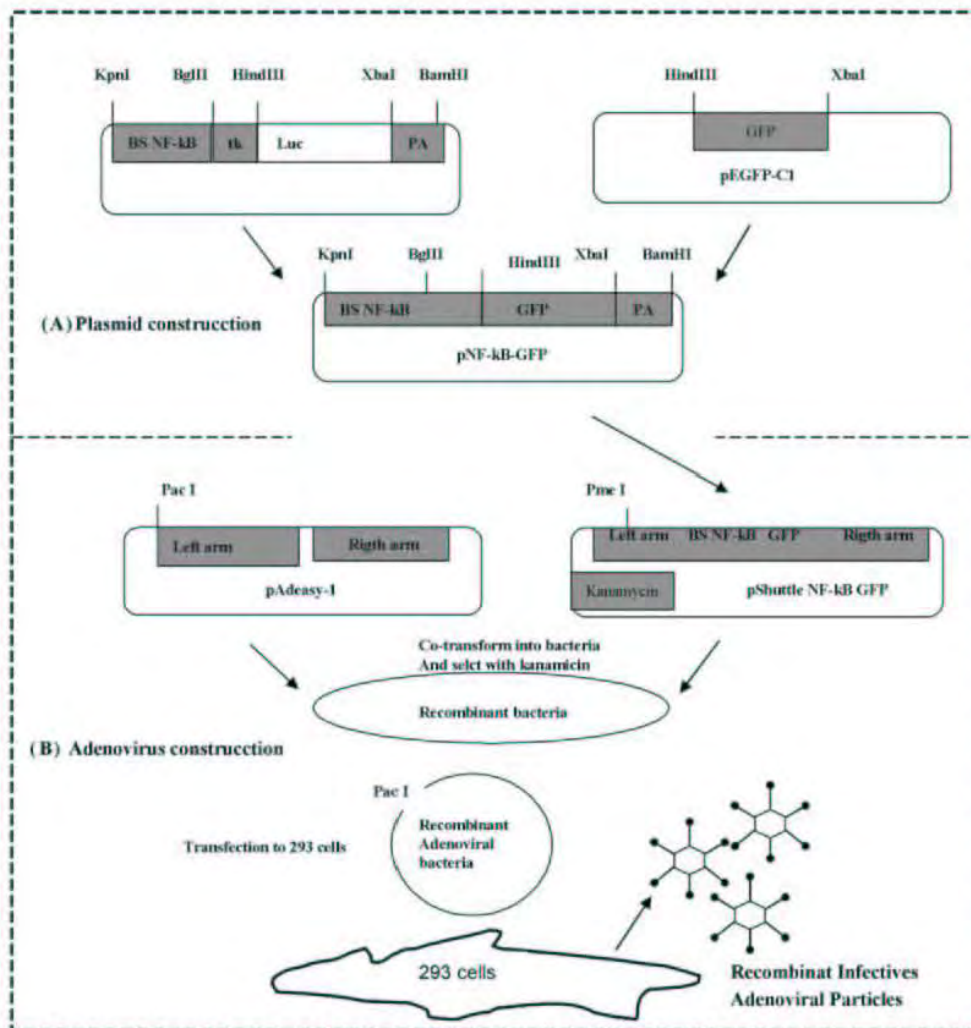 KpnI BglII HindIII XbaI BamHI
BS NF-kB tk Luc PA
HindIII XbaI
GFP
pEGFP-C1
KpnI BglII HindIII XbaI BamHI
BS NF-kB GFP PA
pNF-kB-GFP
(A) Plasmid construcction
Pac I
Left arm Rigth arm
pAdeasy-1
Pme I
Left arm BS NF-kB GFP Rigth arm
Kanamycin
pShuttle NF-kB GFP
Co-transform into bacteria
And selct with kanamicin
Recombinant bacteria
(B) Adenovirus construcction
Pac I
Recombinant
Adenoviral
bacteria
Transfection to 293 cells
293 cells
Recombinat Infectives
Adenoviral Particles